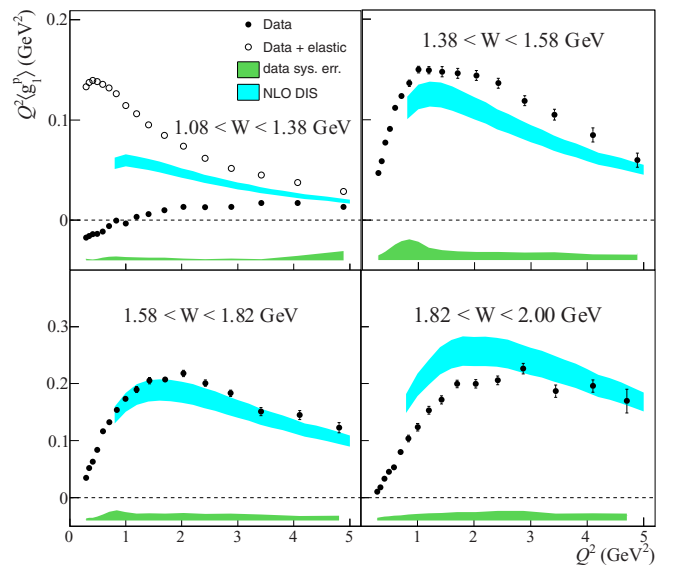 Q²⟨g₁ᵖ⟩ (GeV²)
0.2
0.1
0
Data
Data + elastic
data sys. err.
NLO DIS
1.08 < W < 1.38 GeV
1.38 < W < 1.58 GeV
0.3
0.2
0.1
0
1.58 < W < 1.82 GeV
1.82 < W < 2.00 GeV
0 1 2 3 4 5 1 2 3 4 5
Q² (GeV²)